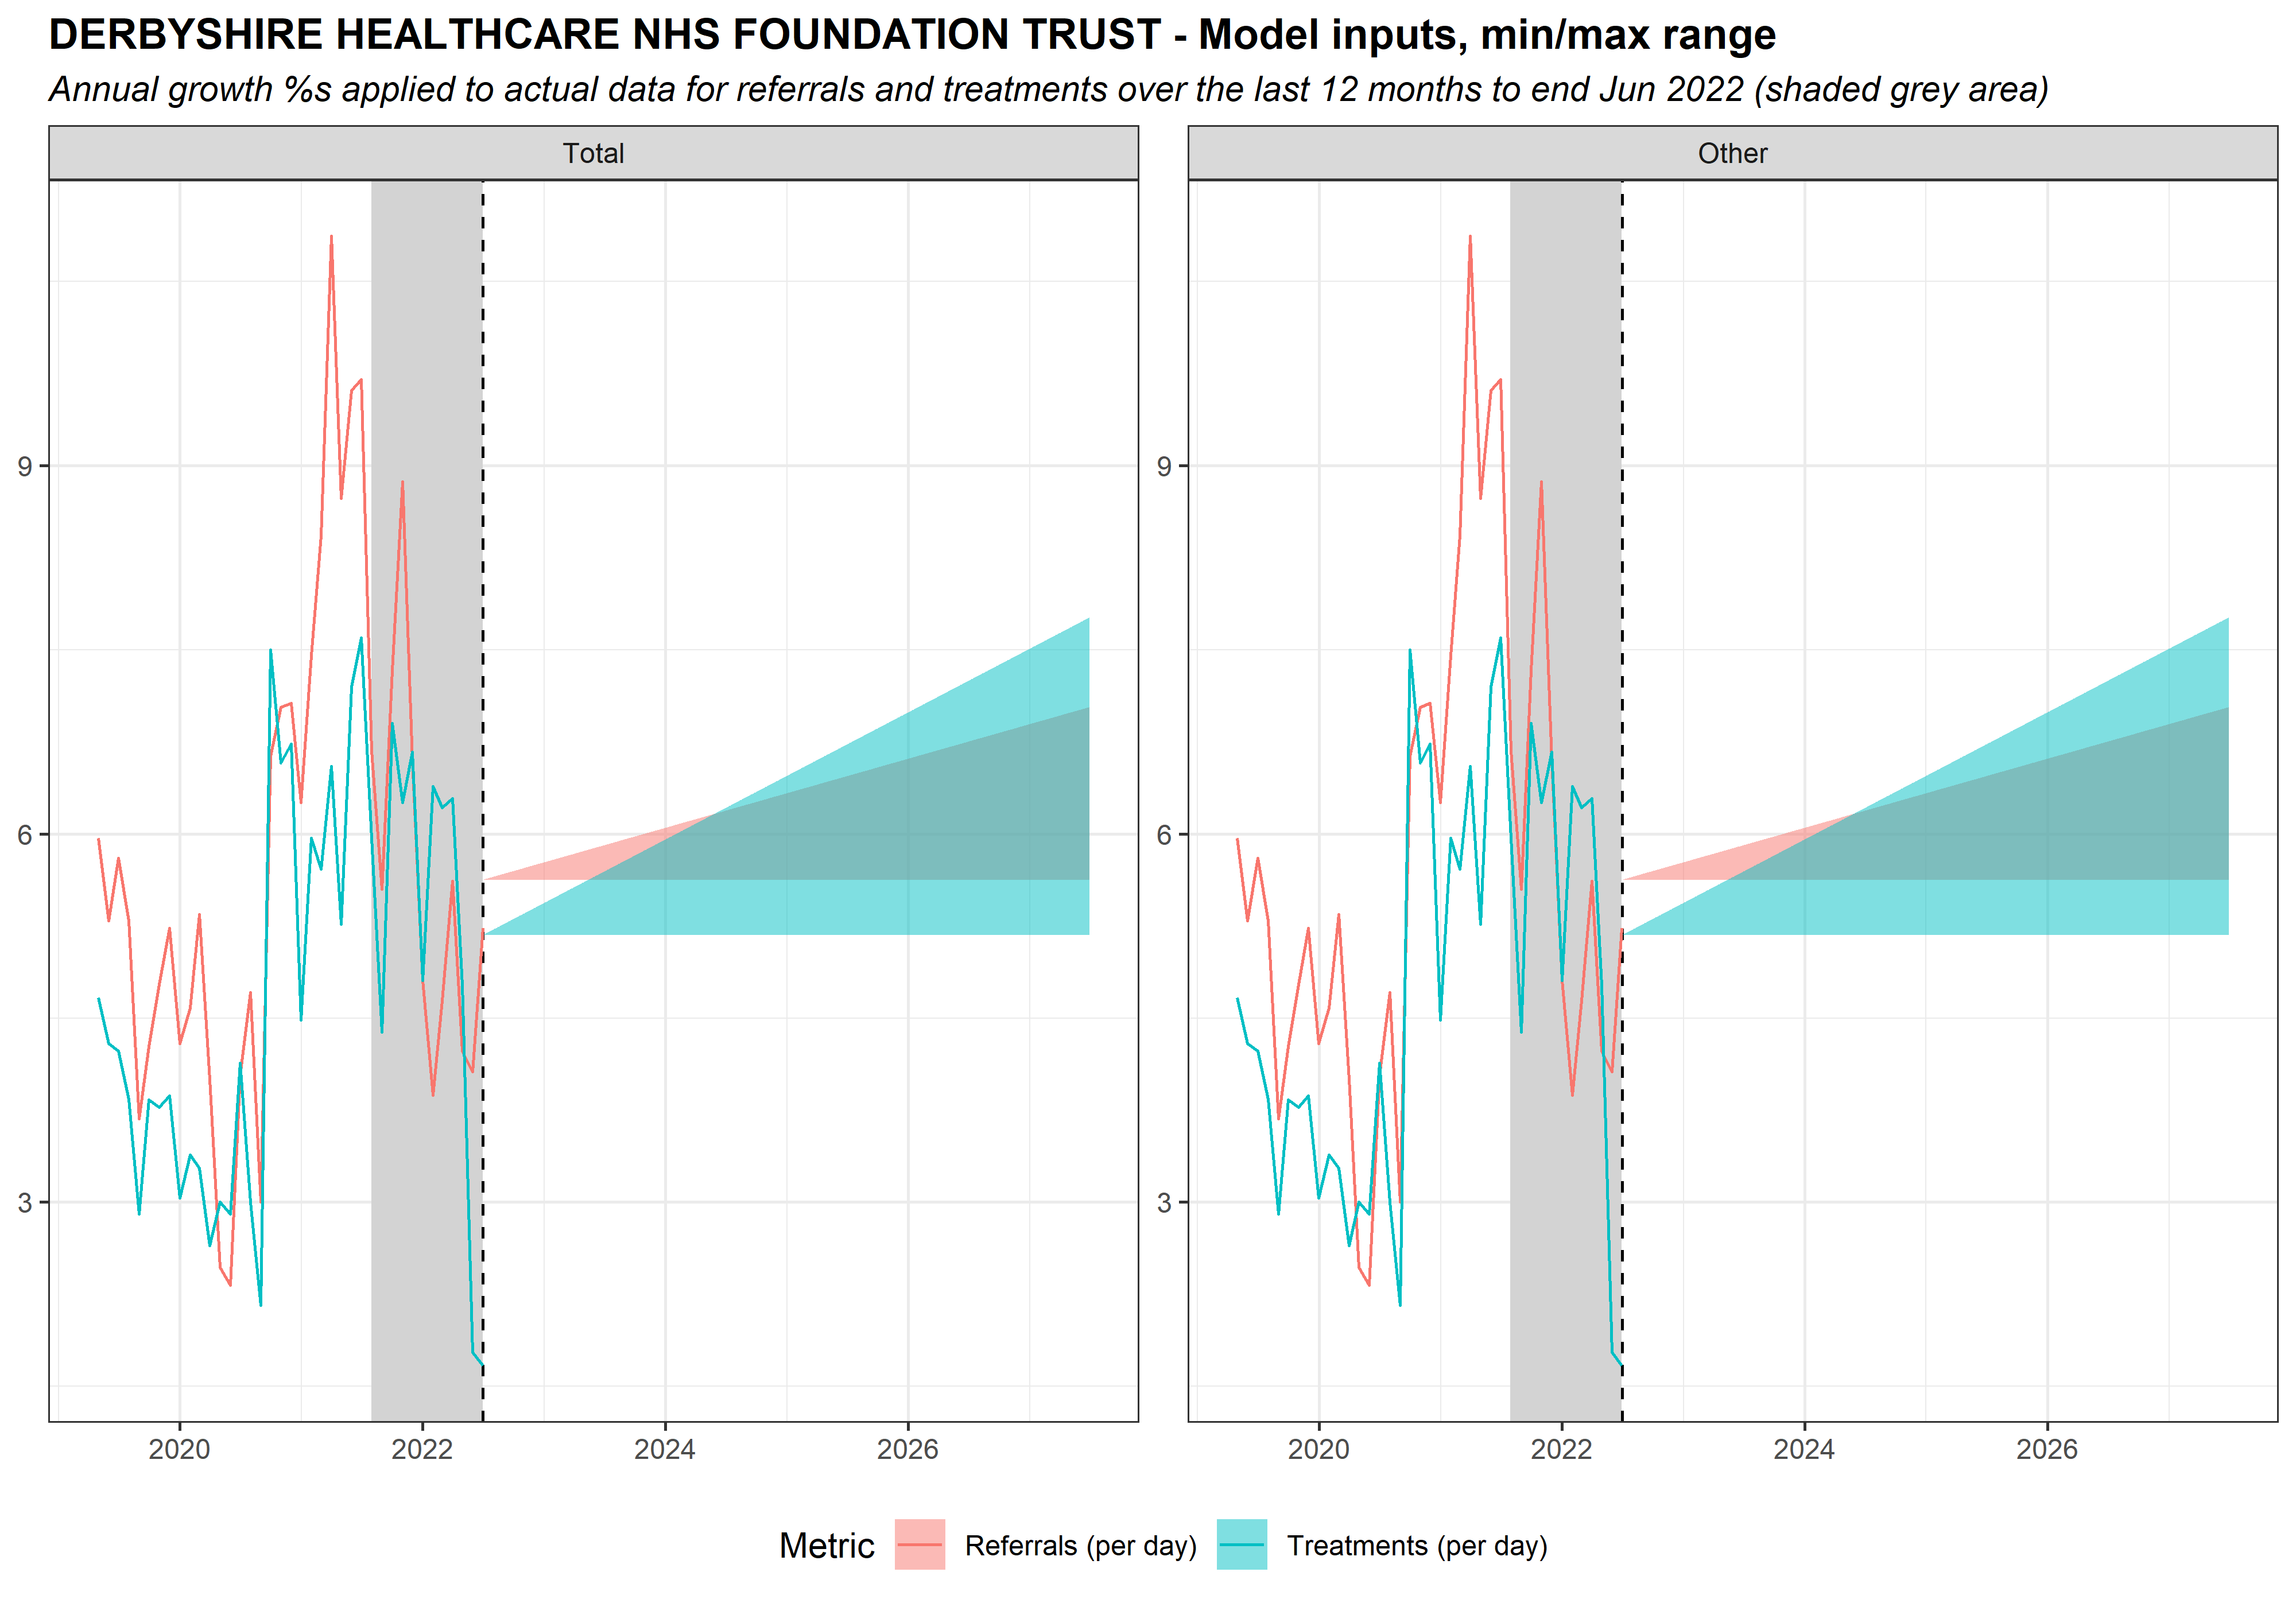 DERBYSHIRE HEALTHCARE NHS FOUNDATION TRUST - Model inputs, min/max range
Annual growth %s applied to actual data for referrals and treatments over the last 12 months to end Jun 2022 (shaded grey area)
Total
Other
9
6
3
9
6
3
2020
2022
2024
2026
2020
2022
2024
2026
Metric
Referrals (per day)
Treatments (per day)